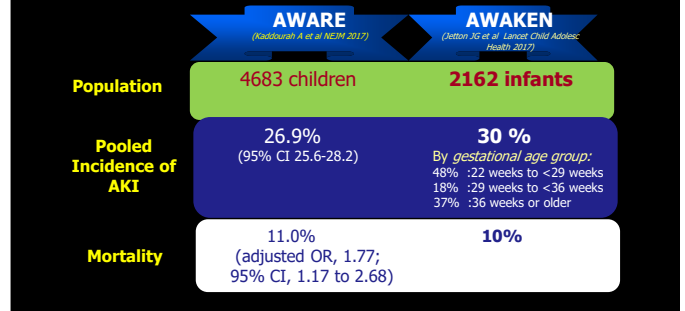 AWARE
(Kaddourah A et al NEJM 2017)
AWAKEN
(Jetton JG et al  Lancet Child Adolesc
Health 2017)
Population
4683 children
2162 infants
Pooled
Incidence of
AKI
26.9%
(95% CI 25.6-28.2)
30 %
By gestational age group:
48%  :22 weeks to <29 weeks
18%  :29 weeks to <36 weeks
37%  :36 weeks or older
Mortality
11.0%
(adjusted OR, 1.77;
95% CI, 1.17 to 2.68)
10%